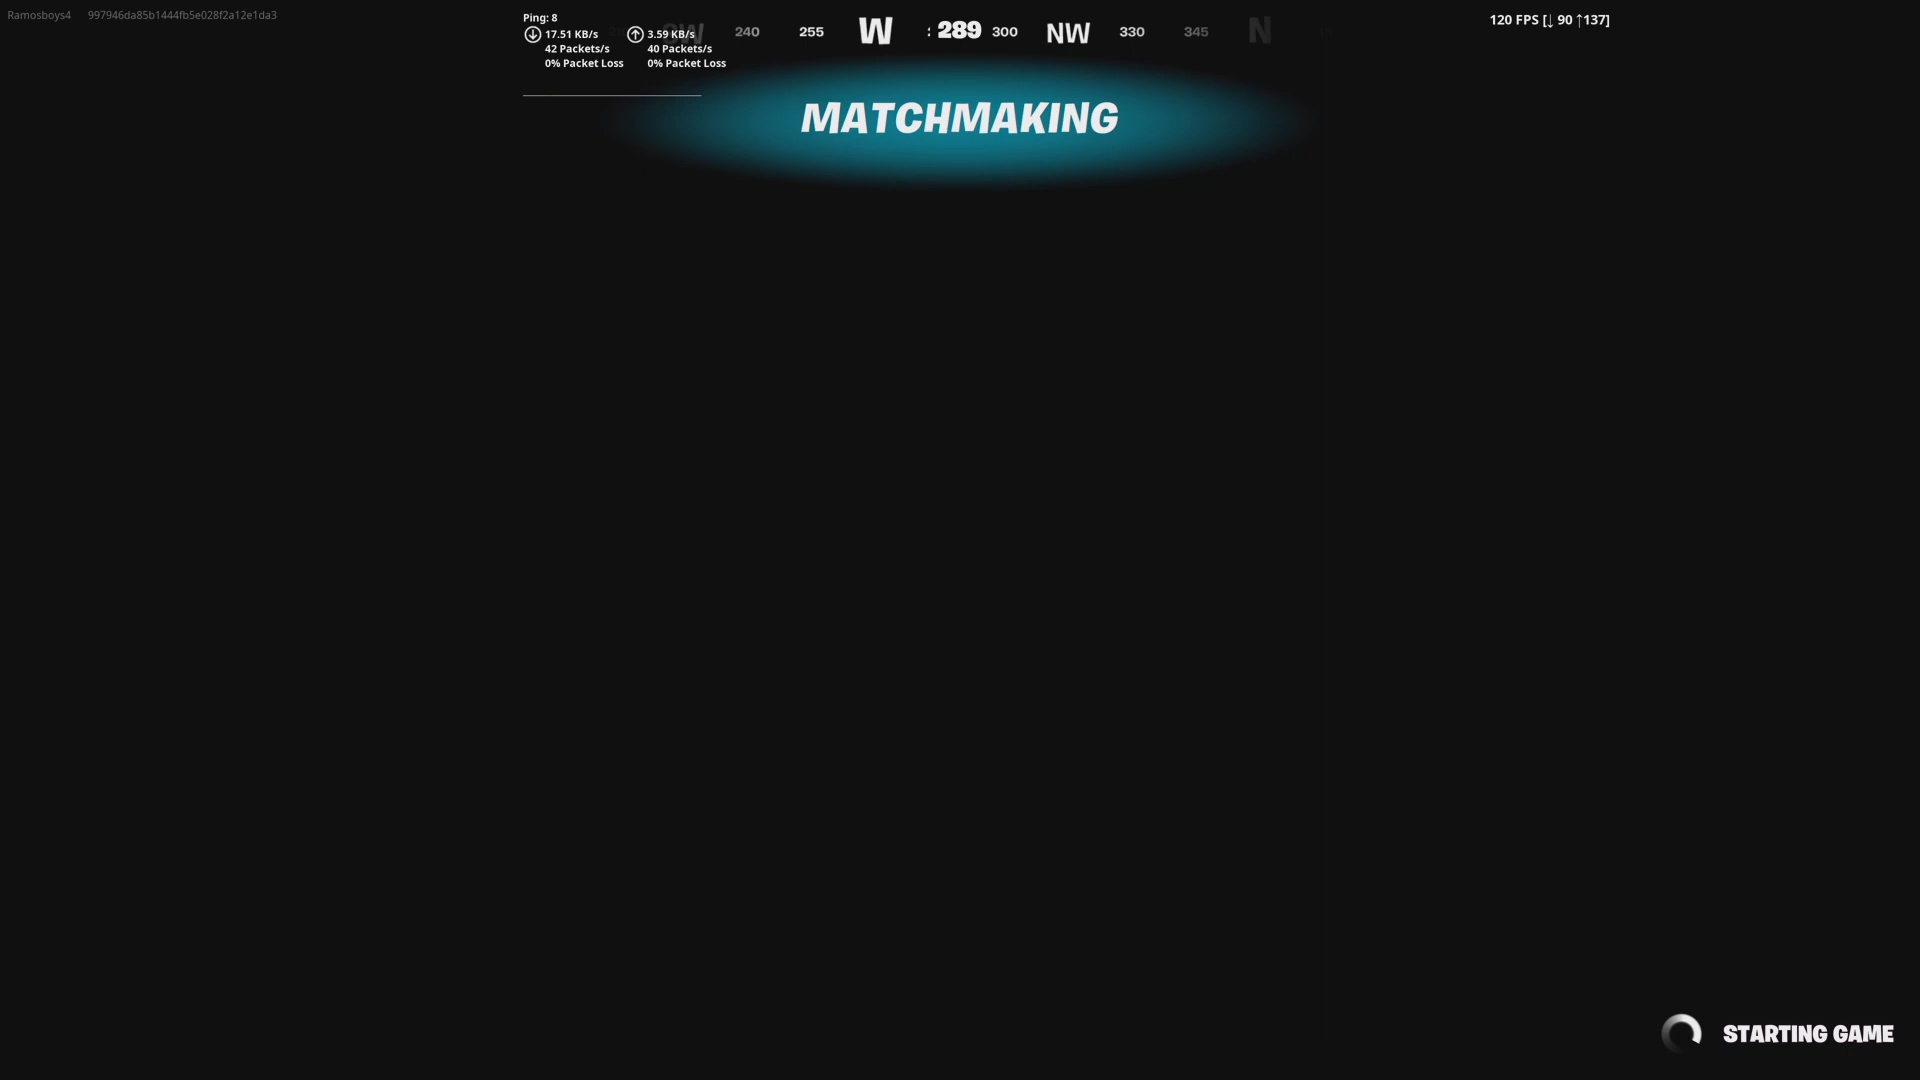 Ramosboys4 997946da85b1444fb5e028f2a12e1da3
Ping: 8
17.51 KB/s 3.59 KB/s
42 Packets/s 40 Packets/s
0% Packet Loss 0% Packet Loss
SW 240 255 W 289 300 NW 330 345 N
120 FPS [↓ 90 ↑137]
MATCHMAKING
STARTING GAME